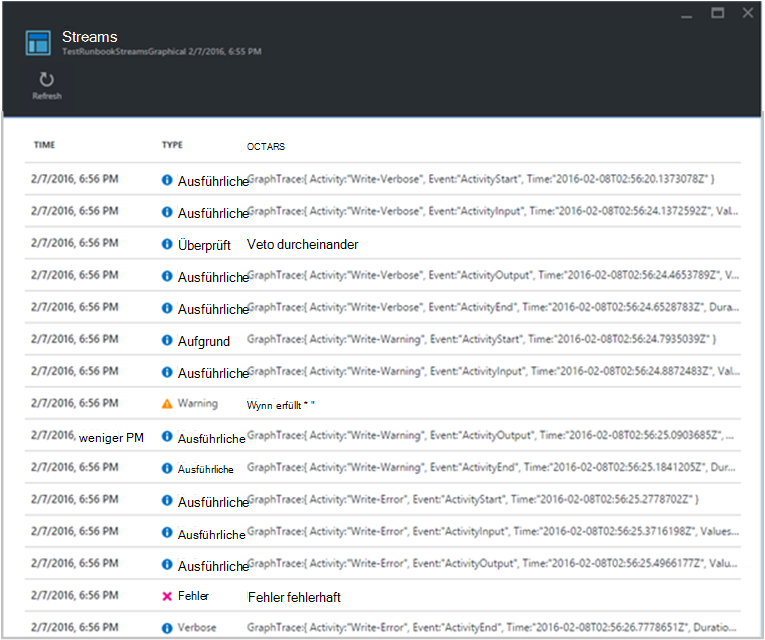 Streams
TestRunbookStreamsGraphical 2/7/2016, 6:55 PM
Refresh
TIME TYPE OCTARS
2/7/2016, 6:56 PM Ausführliche GraphTrace:{ Activity:"Write-Verbose", Event:"ActivityStart", Time:"2016-02-08T02:56:20.1373078Z" }
2/7/2016, 6:56 PM Ausführliche GraphTrace:{ Activity:"Write-Verbose", Event:"ActivityInput", Time:"2016-02-08T02:56:24.1372592Z", Val...
2/7/2016, 6:56 PM Überprüft Veto durcheinander
2/7/2016, 6:56 PM Ausführliche GraphTrace:{ Activity:"Write-Verbose", Event:"ActivityOutput", Time:"2016-02-08T02:56:24.4653789Z", V...
2/7/2016, 6:56 PM Ausführliche GraphTrace:{ Activity:"Write-Verbose", Event:"ActivityEnd", Time:"2016-02-08T02:56:24.6528783Z", Dura...
2/7/2016, 6:56 PM Aufgrund GraphTrace:{ Activity:"Write-Warning", Event:"ActivityStart", Time:"2016-02-08T02:56:24.7935039Z" }
2/7/2016, 6:56 PM Ausführliche GraphTrace:{ Activity:"Write-Warning", Event:"ActivityInput", Time:"2016-02-08T02:56:24.8872483Z", Val...
2/7/2016, 6:56 PM Warning Wynn erfüllt * "
2/7/2016, weniger PM Ausführliche GraphTrace:{ Activity:"Write-Warning", Event:"ActivityOutput", Time:"2016-02-08T02:56:25.0903685Z", ...
2/7/2016, 6:56 PM Ausführliche GraphTrace:{ Activity:"Write-Warning", Event:"ActivityEnd", Time:"2016-02-08T02:56:25.1841205Z", Dur...
2/7/2016, 6:56 PM Ausführliche GraphTrace:{ Activity:"Write-Error", Event:"ActivityStart", Time:"2016-02-08T02:56:25.2778702Z" }
2/7/2016, 6:56 PM Ausführliche GraphTrace:{ Activity:"Write-Error", Event:"ActivityInput", Time:"2016-02-08T02:56:25.3716198Z", Values...
2/7/2016, 6:56 PM Ausführliche GraphTrace:{ Activity:"Write-Error", Event:"ActivityOutput", Time:"2016-02-08T02:56:25.4966177Z", Valu...
2/7/2016, 6:56 PM Fehler Fehler fehlerhaft
2/7/2016, 6:56 PM Verbose GraphTrace:{ Activity:"Write-Error", Event:"ActivityEnd", Time:"2016-02-08T02:56:26.7778651Z", Duratio...